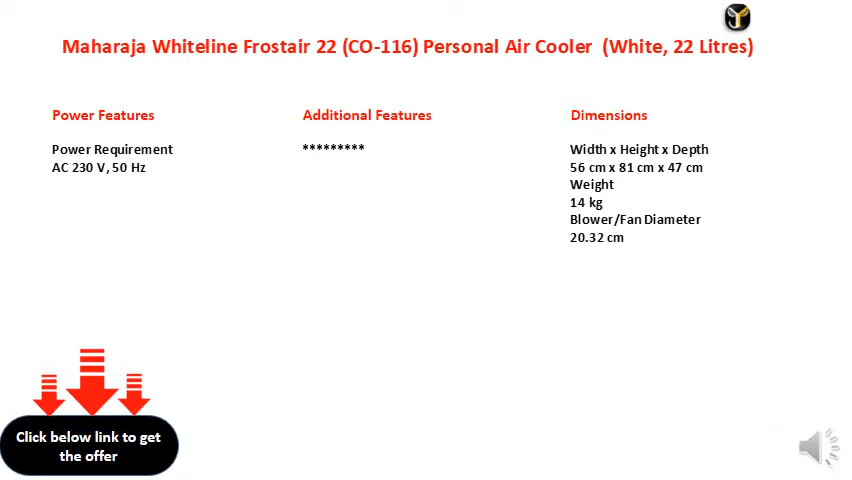 Maharaja Whiteline Frostair 22 (CO-116) Personal Air Cooler (White, 22 Litres)
Power Features
Power Requirement
AC 230 V, 50 Hz
Additional Features
*********
Dimensions
Width x Height x Depth
56 cm x 81 cm x 47 cm
Weight
14 kg
Blower/Fan Diameter
20.32 cm
Click below link to get
the offer